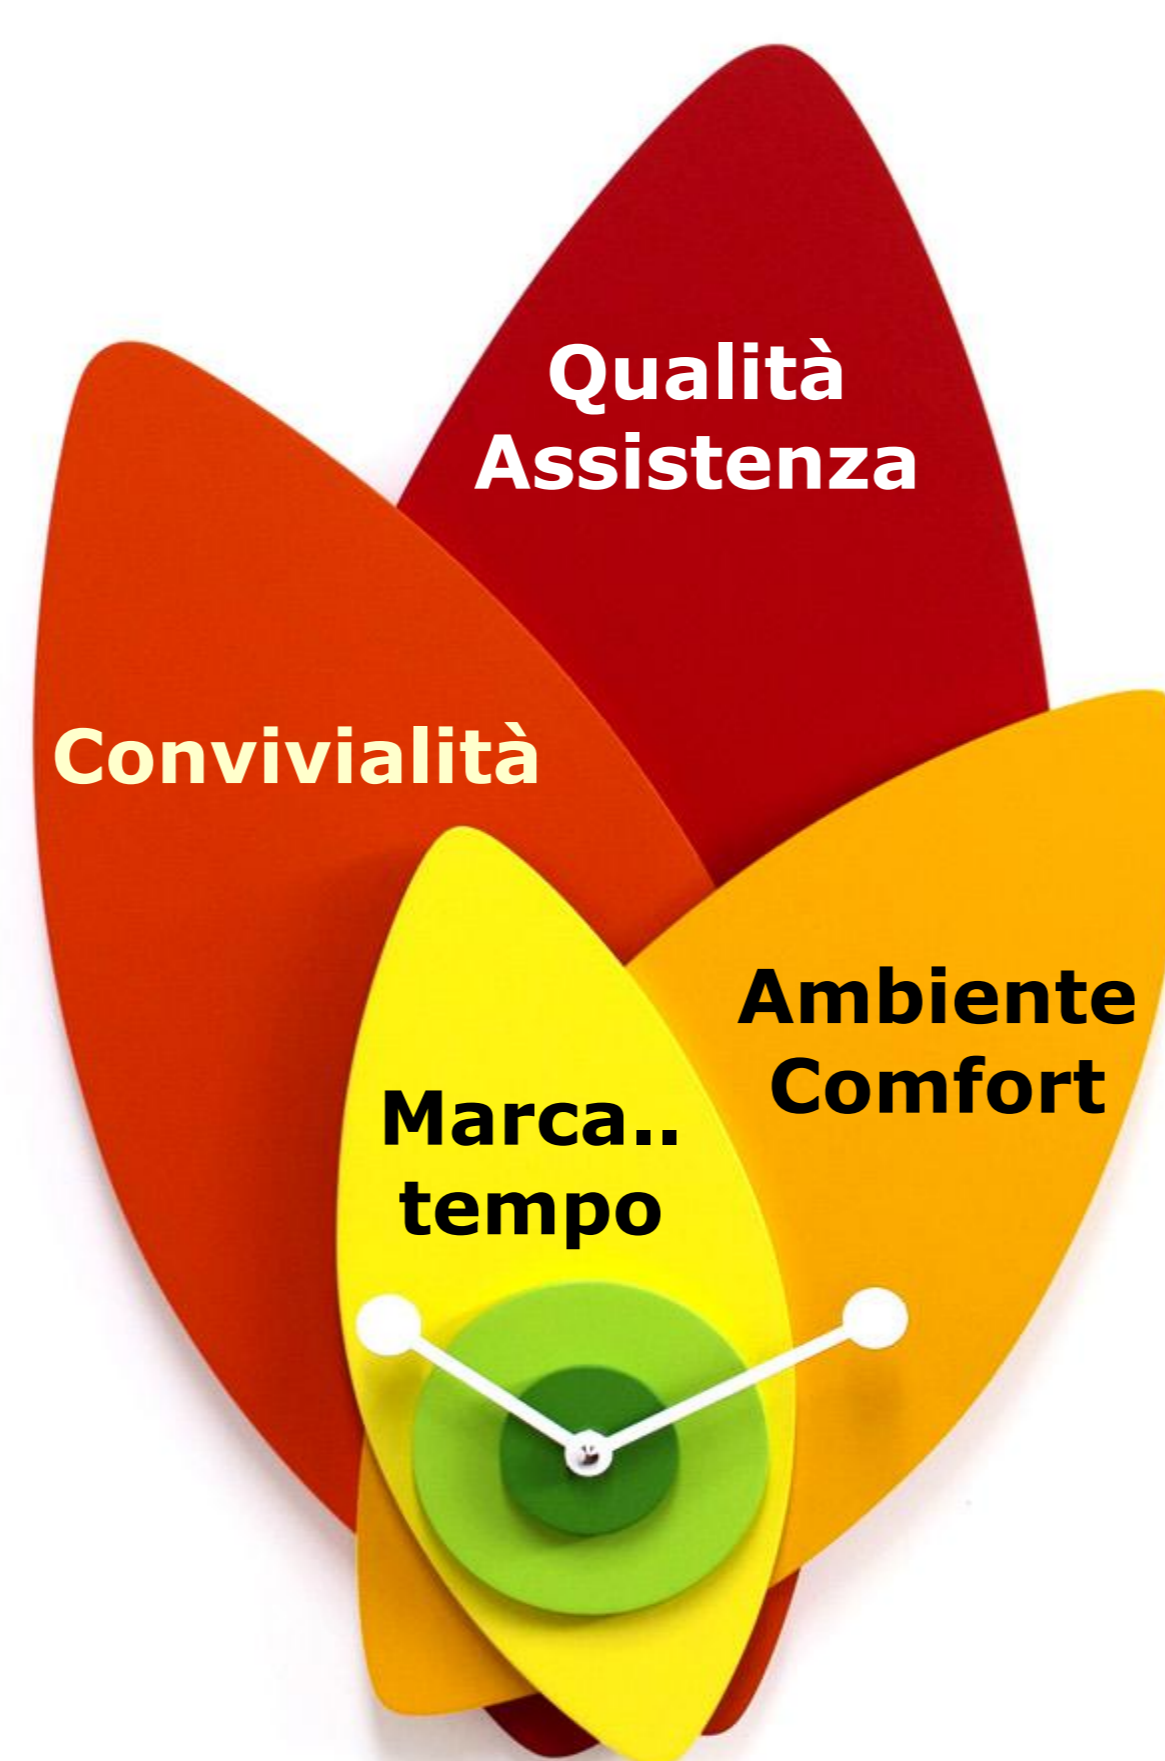 Qualità
Assistenza
Convivialità
Ambiente
Comfort
Marca..
tempo